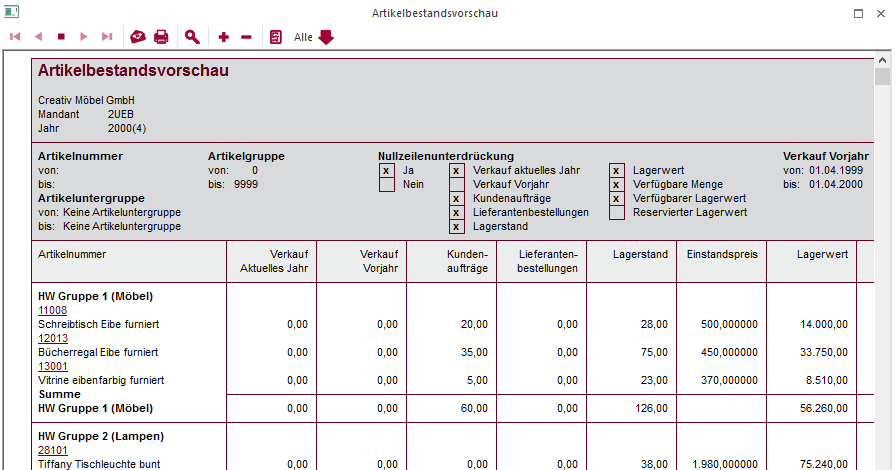 Artikelbestandsvorschau
Alle
Artikelbestandsvorschau
Creativ Möbel GmbH
Mandant 2UEB
Jahr 2000(4)
Artikelnummer Artikelgruppe Nullzeilenunterdrückung Verkauf Vorjahr
von: von: 0 x Ja x Verkauf aktuelles Jahr x Lagerwert von: 01.04.1999
bis: bis: 9999 Nein Verkauf Vorjahr x Verfügbare Menge bis: 01.04.2000
Artikeluntergruppe x Kundenaufträge x Verfügbarer Lagerwert
von: Keine Artikeluntergruppe x Lieferantenbestellungen Reservierter Lagerwert
bis: Keine Artikeluntergruppe x Lagerstand
Artikelnummer Verkauf Verkauf Kunden- Lieferanten- Lagerstand Einstandspreis Lagerwert
Aktuelles Jahr Vorjahr aufträge bestellungen
HW Gruppe 1 (Möbel)
11008
Schreibtisch Eibe furniert 0,00 0,00 20,00 0,00 28,00 500,000000 14.000,00
12013
Bücherregal Eibe furniert 0,00 0,00 35,00 0,00 75,00 450,000000 33.750,00
13001
Vitrine eibenfarbig furniert 0,00 0,00 5,00 0,00 23,00 370,000000 8.510,00
Summe
HW Gruppe 1 (Möbel) 0,00 0,00 60,00 0,00 126,00 56.260,00
HW Gruppe 2 (Lampen)
28101
Tiffany Tischleuchte bunt 0,00 0,00 0,00 0,00 38,00 1.980,000000 75.240,00